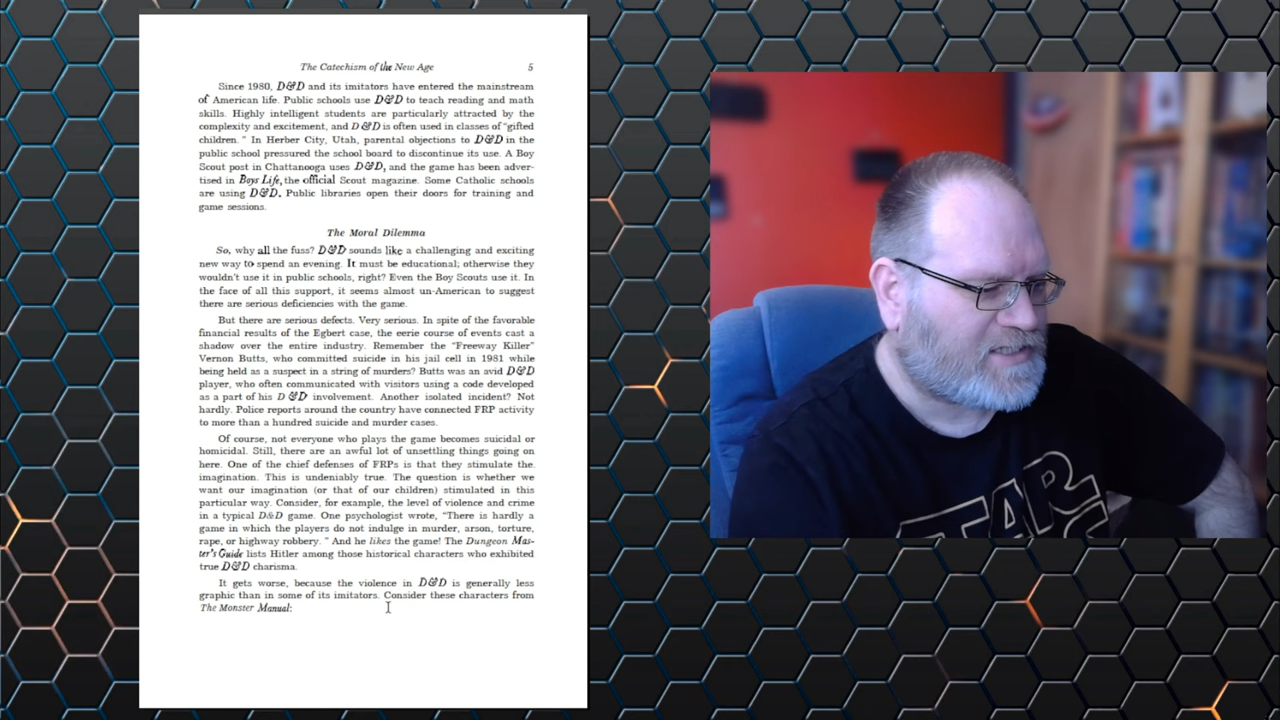 The Catechism of the New Age 5
Since 1980, D&D and its imitators have entered the mainstream
of American life. Public schools use D&D to teach reading and math
skills. Highly intelligent students are particularly attracted by the
complexity and excitement, and D&D is often used in classes of "gifted
children." In Herber City, Utah, parental objections to D&D in the
public school pressured the school board to discontinue its use. A Boy
Scout post in Chattanooga uses D&D, and the game has been adver-
tised in Boys Life, the official Scout magazine. Some Catholic schools
are using D&D. Public libraries open their doors for training and
game sessions.
The Moral Dilemma
So, why all the fuss? D&D sounds like a challenging and exciting
new way to spend an evening. It must be educational; otherwise they
wouldn't use it in public schools, right? Even the Boy Scouts use it. In
the face of all this support, it seems almost un-American to suggest
there are serious deficiencies with the game.
But there are serious defects. Very serious. In spite of the favorable
financial results of the Egbert case, the eerie course of events cast a
shadow over the entire industry. Remember the "Freeway Killer"
Vernon Butts, who committed suicide in his jail cell in 1981 while
being held as a suspect in a string of murders? Butts was an avid D&D
player, who often communicated with visitors using a code developed
as a part of his D&D involvement. Another isolated incident? Not
hardly. Police reports around the country have connected FRP activity
to more than a hundred suicide and murder cases.
Of course, not everyone who plays the game becomes suicidal or
homicidal. Still, there are an awful lot of unsettling things going on
here. One of the chief defenses of FRPs is that they stimulate the.
imagination. This is undeniably true. The question is whether we
want our imagination (or that of our children) stimulated in this
particular way. Consider, for example, the level of violence and crime
in a typical D&D game. One psychologist wrote, "There is hardly a
game in which the players do not indulge in murder, arson, torture,
rape, or highway robbery." And he likes the game! The Dungeon Mas-
ter's Guide lists Hitler among those historical characters who exhibited
true D&D charisma.
It gets worse, because the violence in D&D is generally less
graphic than in some of its imitators. Consider these characters from
The Monster Manual:
STAR